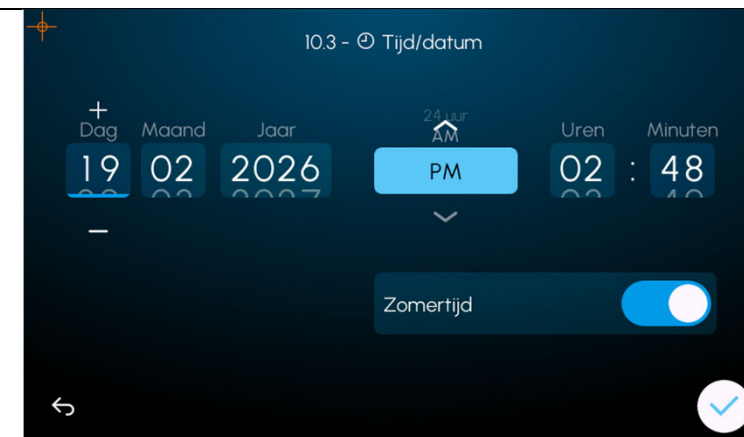 10.3 - Tijd/datum
24 uur
AM
Dag Maand Jaar Uren Minuten
19 02 2026 PM 02 : 48
Zomertijd